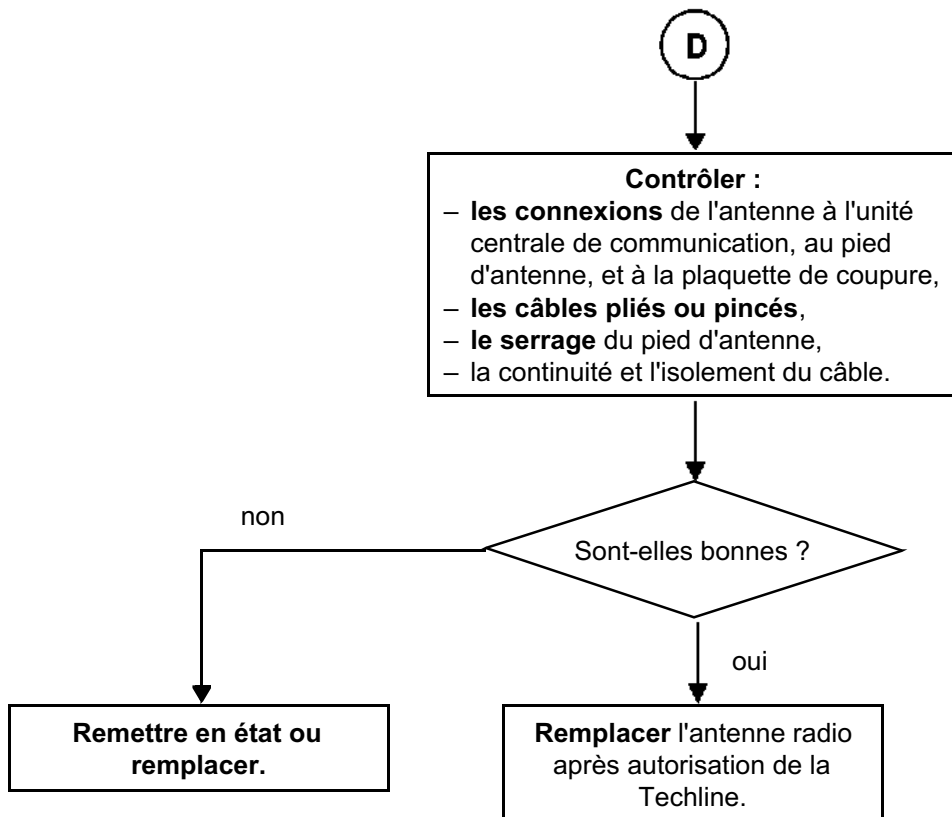 D
Contrôler :
– les connexions de l'antenne à l'unité
centrale de communication, au pied
d'antenne, et à la plaquette de coupure,
– les câbles pliés ou pincés,
– le serrage du pied d'antenne,
– la continuité et l'isolement du câble.
Sont-elles bonnes ?
non
oui
Remettre en état ou
remplacer.
Remplacer l'antenne radio
après autorisation de la
Techline.